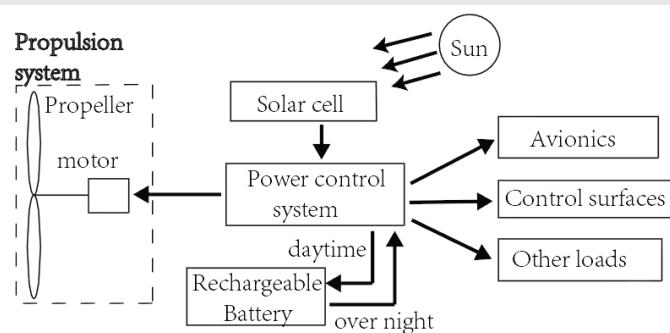 Propulsion
system
Sun
Propeller
Solar cell
motor
Avionics
Power control
system
Control surfaces
daytime
Other loads
Rechargeable
Battery
over night